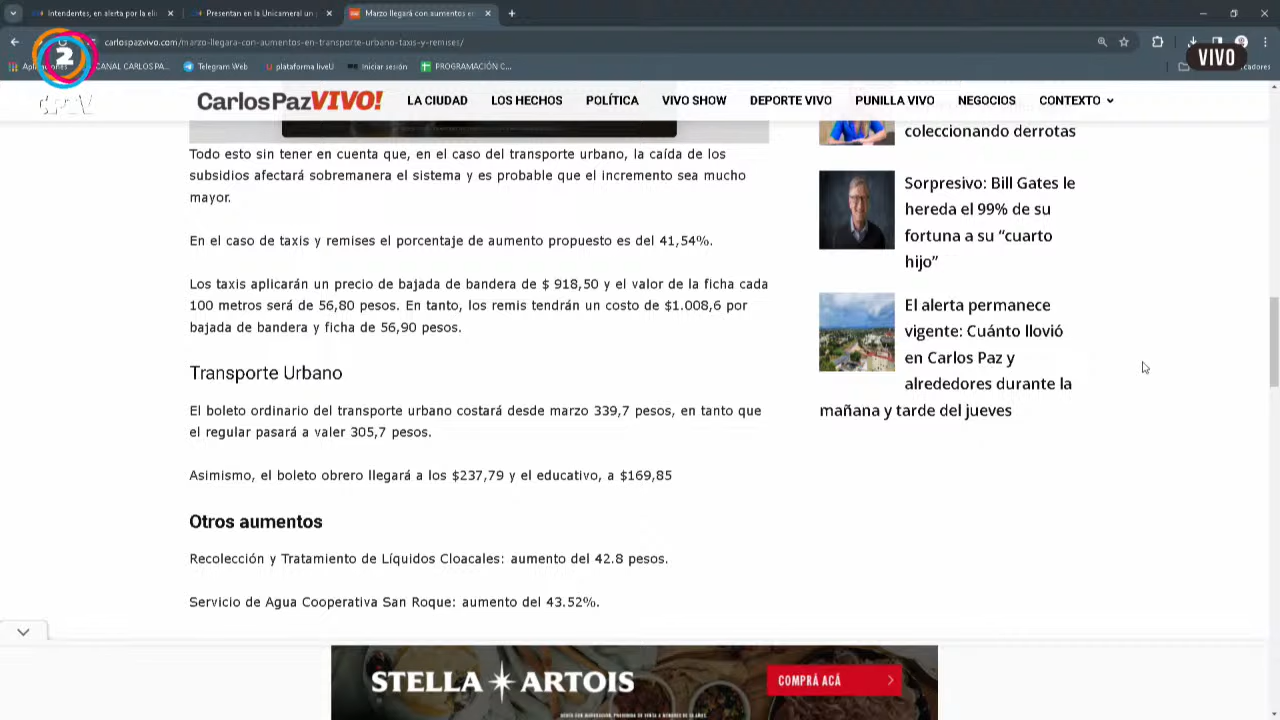 Intendentes, en alerta por la eli
Presentan en la Unicameral un p
Marzo llegará con aumentos en
carlospazvivo.com/marzo-llegara-con-aumentos-en-transporte-urbano-taxis-y-remises/
CANAL CARLOS PA...
Telegram Web
plataforma liveU
Iniciar sesión
PROGRAMACIÓN C...
2
VIVO
CarlosPazVIVO!
LA CIUDAD
LOS HECHOS
POLÍTICA
VIVO SHOW
DEPORTE VIVO
PUNILLA VIVO
NEGOCIOS
CONTEXTO
Todo esto sin tener en cuenta que, en el caso del transporte urbano, la caída de los
subsidios afectará sobremanera el sistema y es probable que el incremento sea mucho
mayor.
En el caso de taxis y remises el porcentaje de aumento propuesto es del 41,54%.
Los taxis aplicarán un precio de bajada de bandera de $ 918,50 y el valor de la ficha cada
100 metros será de 56,80 pesos. En tanto, los remis tendrán un costo de $1.008,6 por
bajada de bandera y ficha de 56,90 pesos.
Transporte Urbano
El boleto ordinario del transporte urbano costará desde marzo 339,7 pesos, en tanto que
el regular pasará a valer 305,7 pesos.
Asimismo, el boleto obrero llegará a los $237,79 y el educativo, a $169,85
Otros aumentos
Recolección y Tratamiento de Líquidos Cloacales: aumento del 42.8 pesos.
Servicio de Agua Cooperativa San Roque: aumento del 43.52%.
coleccionando derrotas
Sorpresivo: Bill Gates le
hereda el 99% de su
fortuna a su “cuarto
hijo”
El alerta permanece
vigente: Cuánto llovió
en Carlos Paz y
alrededores durante la
mañana y tarde del jueves
STELLA ARTOIS
COMPRÁ ACÁ